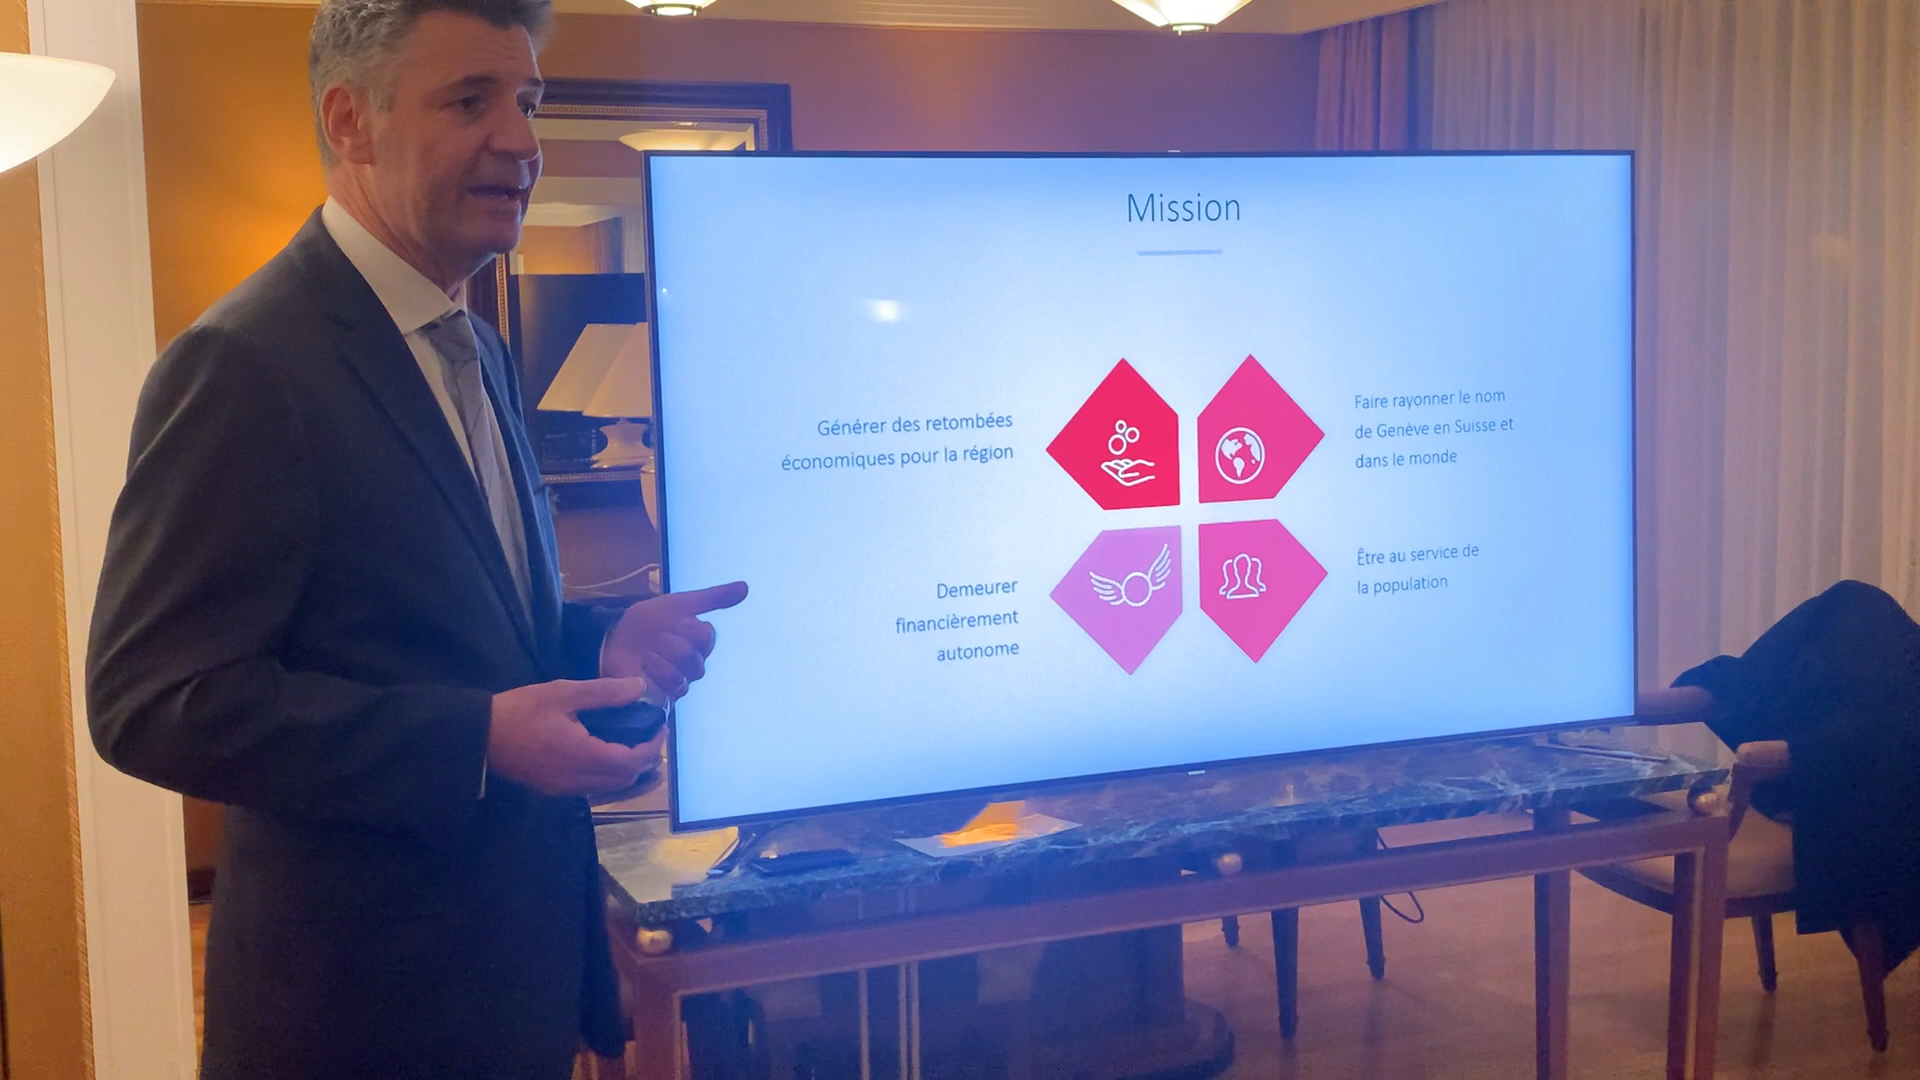 Mission
Générer des retombées
économiques pour la région
Faire rayonner le nom
de Genève en Suisse et
dans le monde
Demeurer
financièrement
autonome
Être au service de
la population